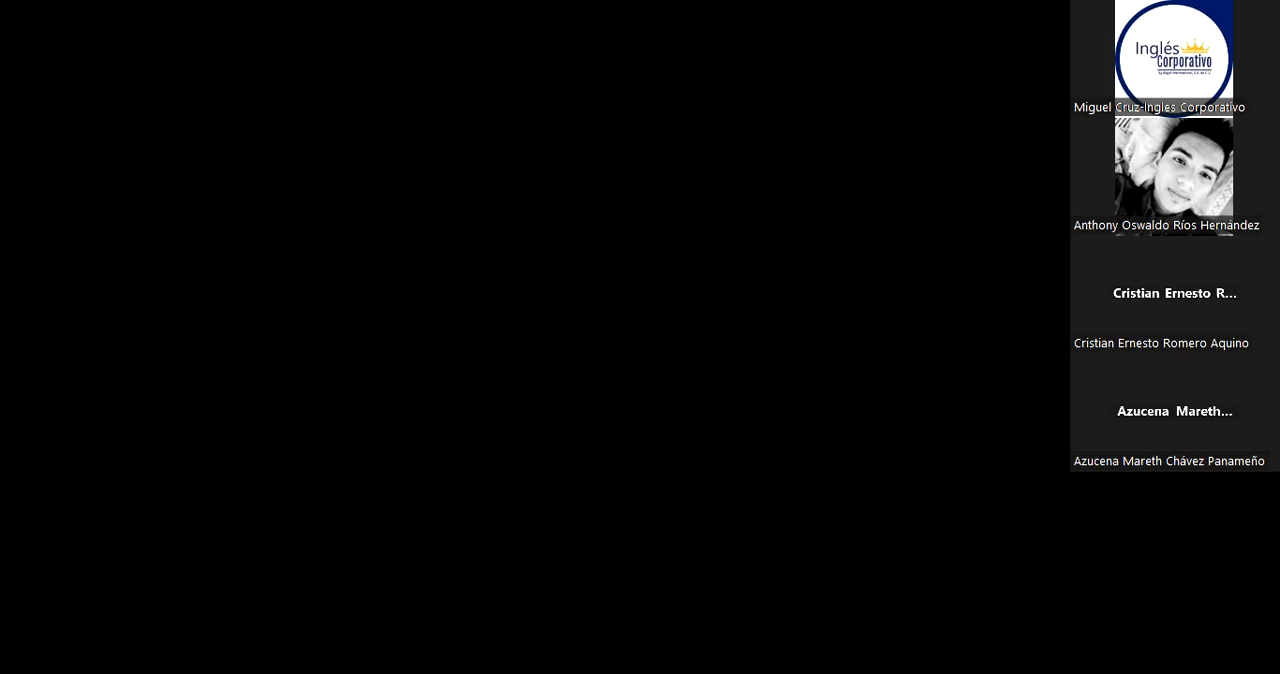 Inglés
Corporativo
Miguel Cruz-Ingles Corporativo
Anthony Oswaldo Ríos Hernández
Cristian Ernesto R...
Cristian Ernesto Romero Aquino
Azucena Mareth...
Azucena Mareth Chávez Panameño